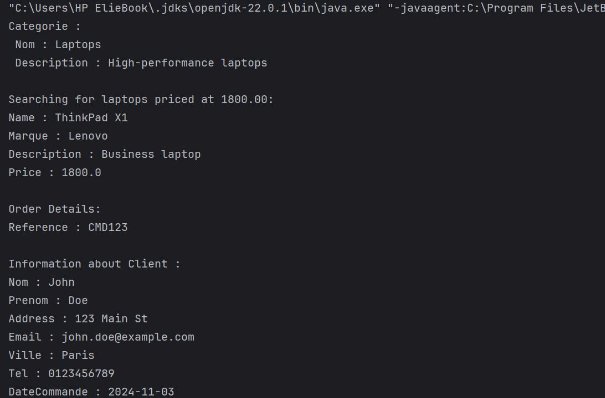 "C:\Users\HP ElieBook\.jdks\openjdk-22.0.1\bin\java.exe" "-javaagent:C:\Program Files\JetB
Categorie :
Nom : Laptops
Description : High-performance laptops
Searching for laptops priced at 1800.00:
Name : ThinkPad X1
Marque : Lenovo
Description : Business laptop
Price : 1800.0
Order Details:
Reference : CMD123
Information about Client :
Nom : John
Prenom : Doe
Address : 123 Main St
Email : john.doe@example.com
Ville : Paris
Tel : 0123456789
DateCommande : 2024-11-03